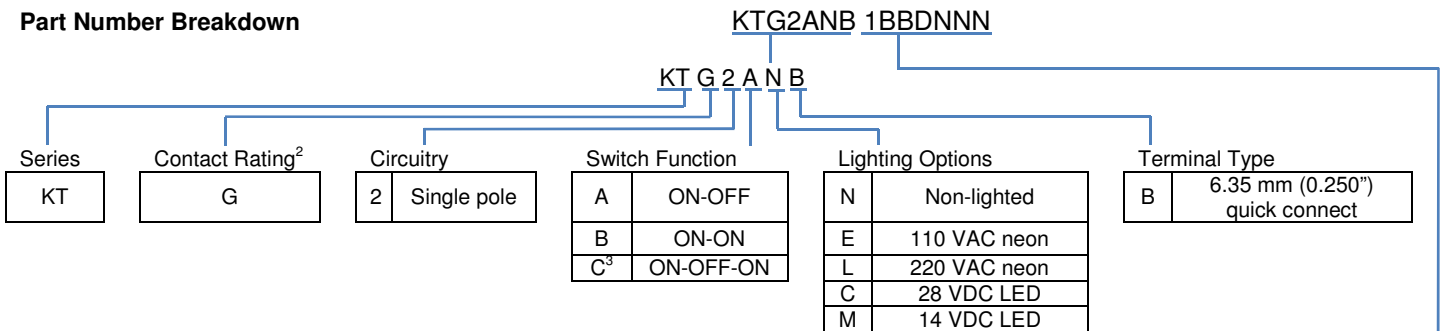 Part Number Breakdown
KTG2ANB 1BBDNNN
KT G 2 A N B
Series
KT
Contact Rating²
G
Circuitry
2 Single pole
Switch Function
A ON-OFF
B ON-ON
C³ ON-OFF-ON
Lighting Options
N Non-lighted
E 110 VAC neon
L 220 VAC neon
C 28 VDC LED
M 14 VDC LED
Terminal Type
B 6.35 mm (0.250”)
quick connect